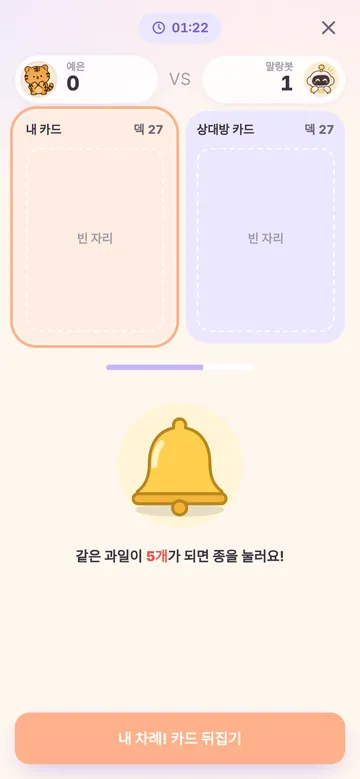 01:22
예은
0
VS
말랑봇
1
내 카드 덱 27
빈 자리
상대방 카드 덱 27
빈 자리
같은 과일이 5개가 되면 종을 눌러요!
내 차례! 카드 뒤집기